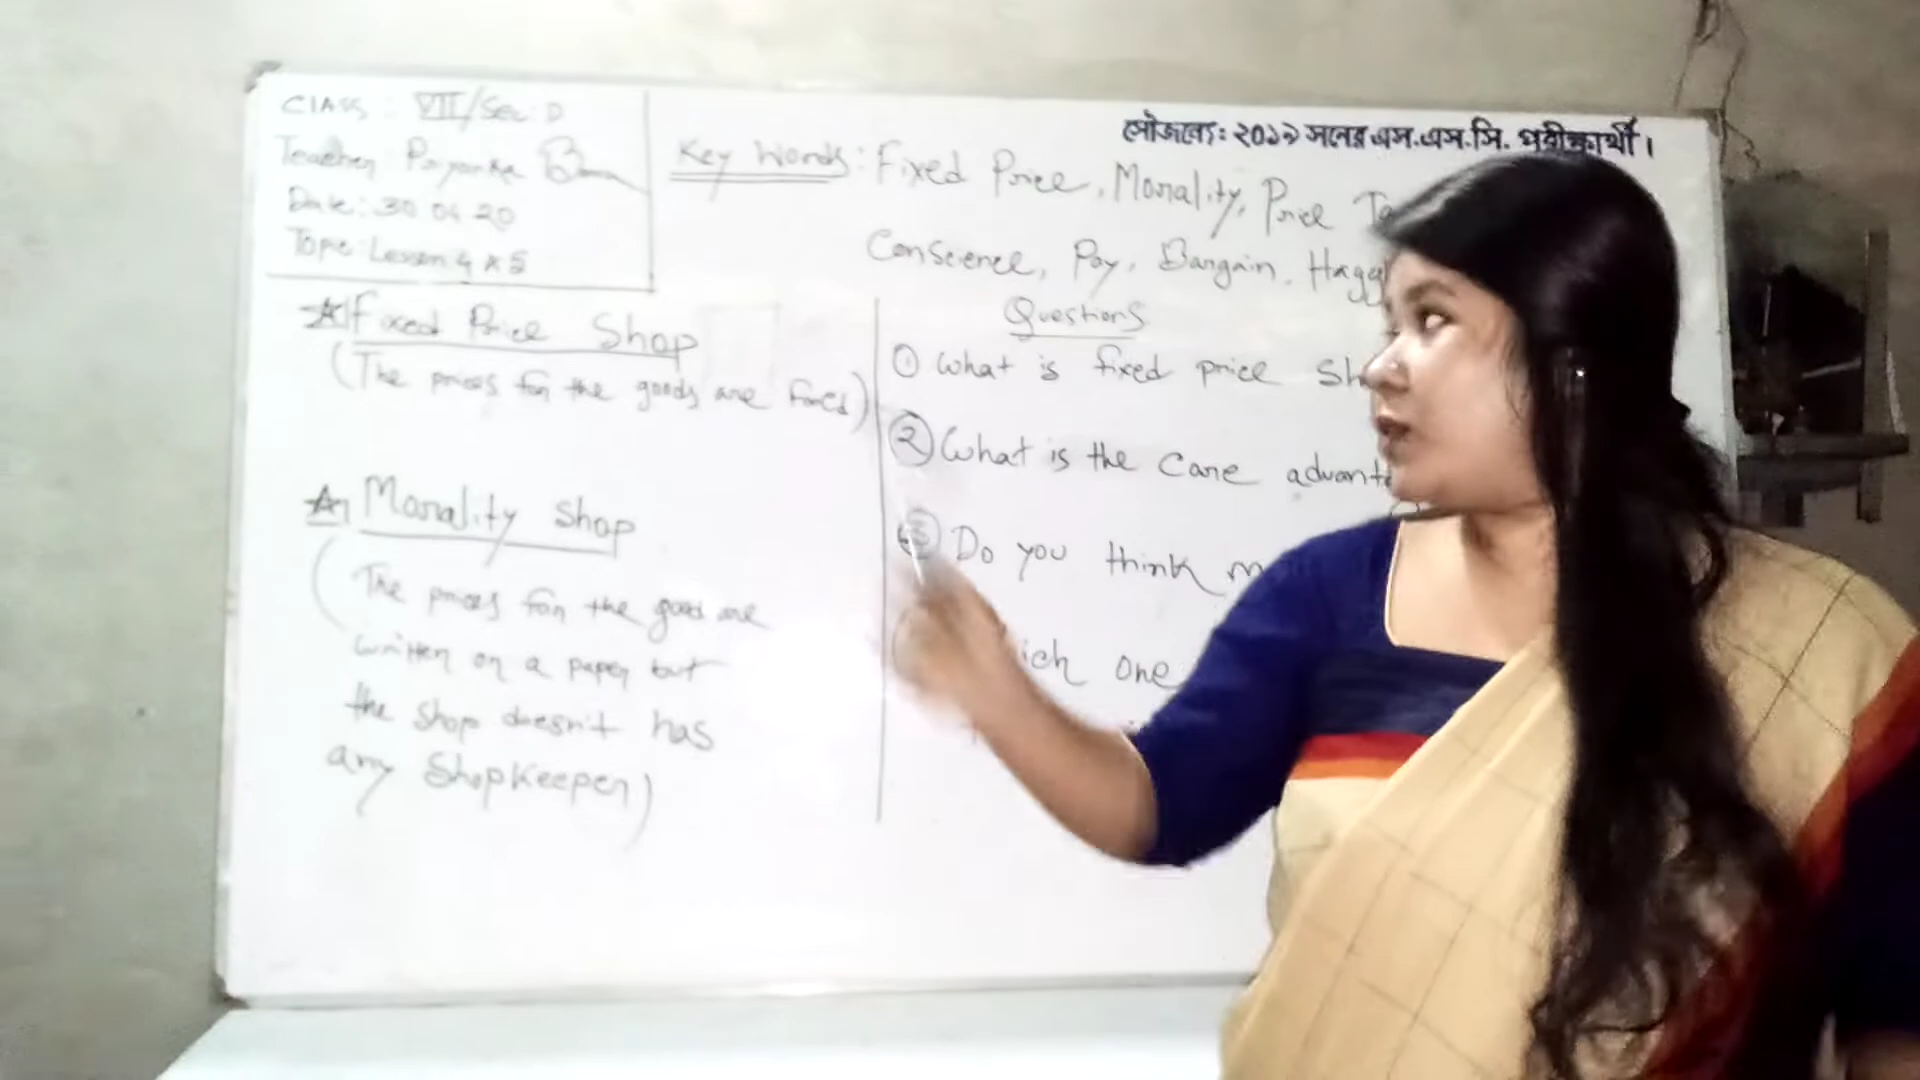 CLASS : VII/Sec: D
Teacher Priyanka
Date: 30 04 20
Topic: Lesson 4 & 5
Key Words: Fixed Price, Morality, Price
Conscience, Pay, Bargain,
সৌজন্যে: ২০১৯ সনের এস.এস.সি. পরীক্ষার্থী।
Fixed Price Shop
(The prices for the goods are fixed)
Morality Shop
(The prices for the good are
written on a paper but
the shop doesn't has
any Shopkeeper)
Questions
① What is fixed price
② What is the Core
③ Do you think
one